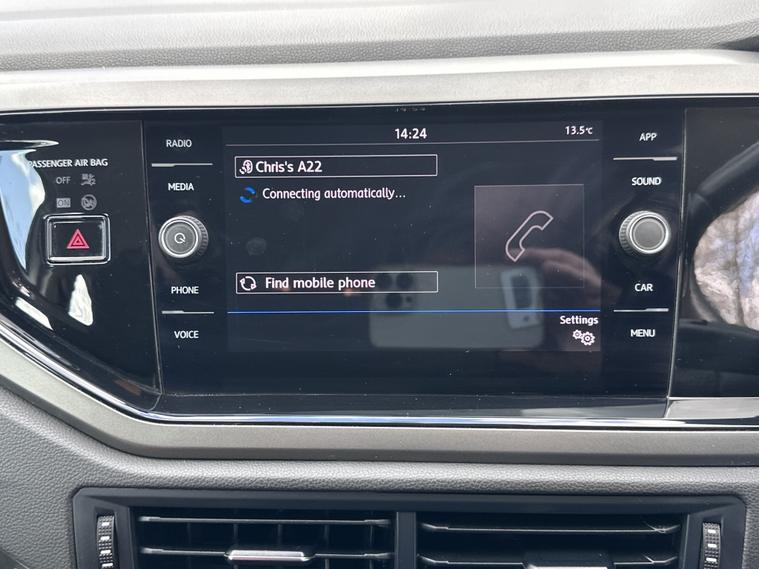 14:24
13.5°C
RADIO
APP
PASSENGER AIR BAG
Chris's A22
OFF
MEDIA
SOUND
Connecting automatically...
ON
PHONE
Find mobile phone
CAR
VOICE
Settings
MENU